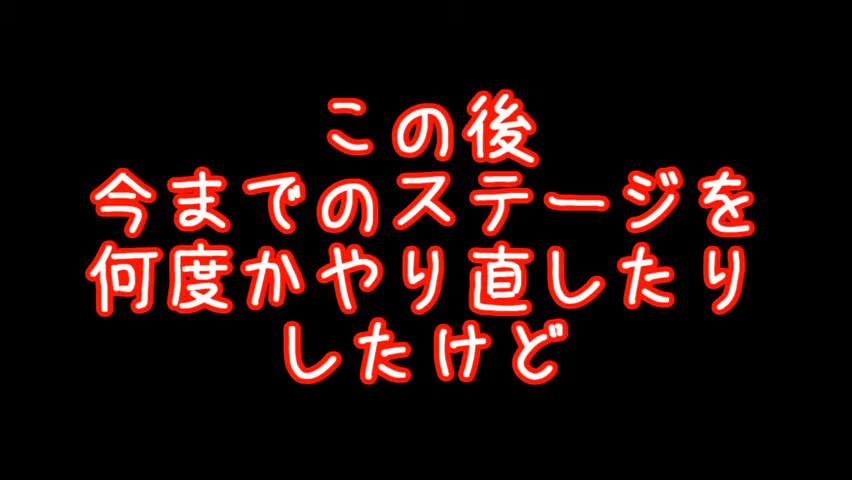 この後
今までのステージを
何度かやり直したり
したけど